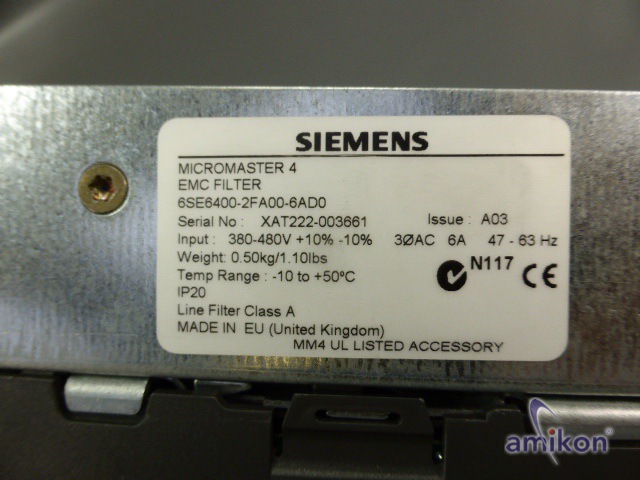 SIEMENS
MICROMASTER 4
EMC FILTER
6SE6400-2FA00-6AD0
Serial No : XAT222-003661 Issue : A03
Input : 380-480V +10% -10% 3ØAC 6A 47 - 63 Hz
Weight: 0.50kg/1.10lbs
Temp Range : -10 to +50ºC
N117 CE
IP20
Line Filter Class A
MADE IN EU (United Kingdom)
MM4 UL LISTED ACCESSORY
amikon